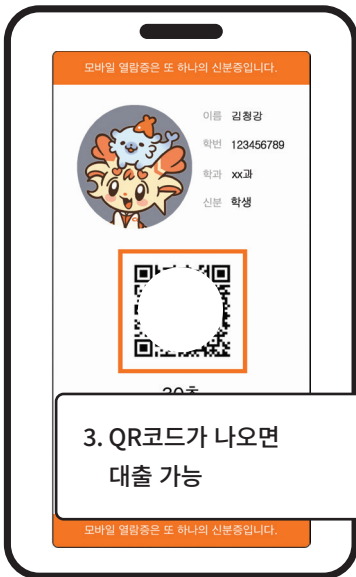 모바일 열람증은 또 하나의 신분증입니다.
이름 김청강
학번 123456789
학과 xx과
신분 학생
3. QR코드가 나오면
대출 가능
모바일 열람증은 또 하나의 신분증입니다.